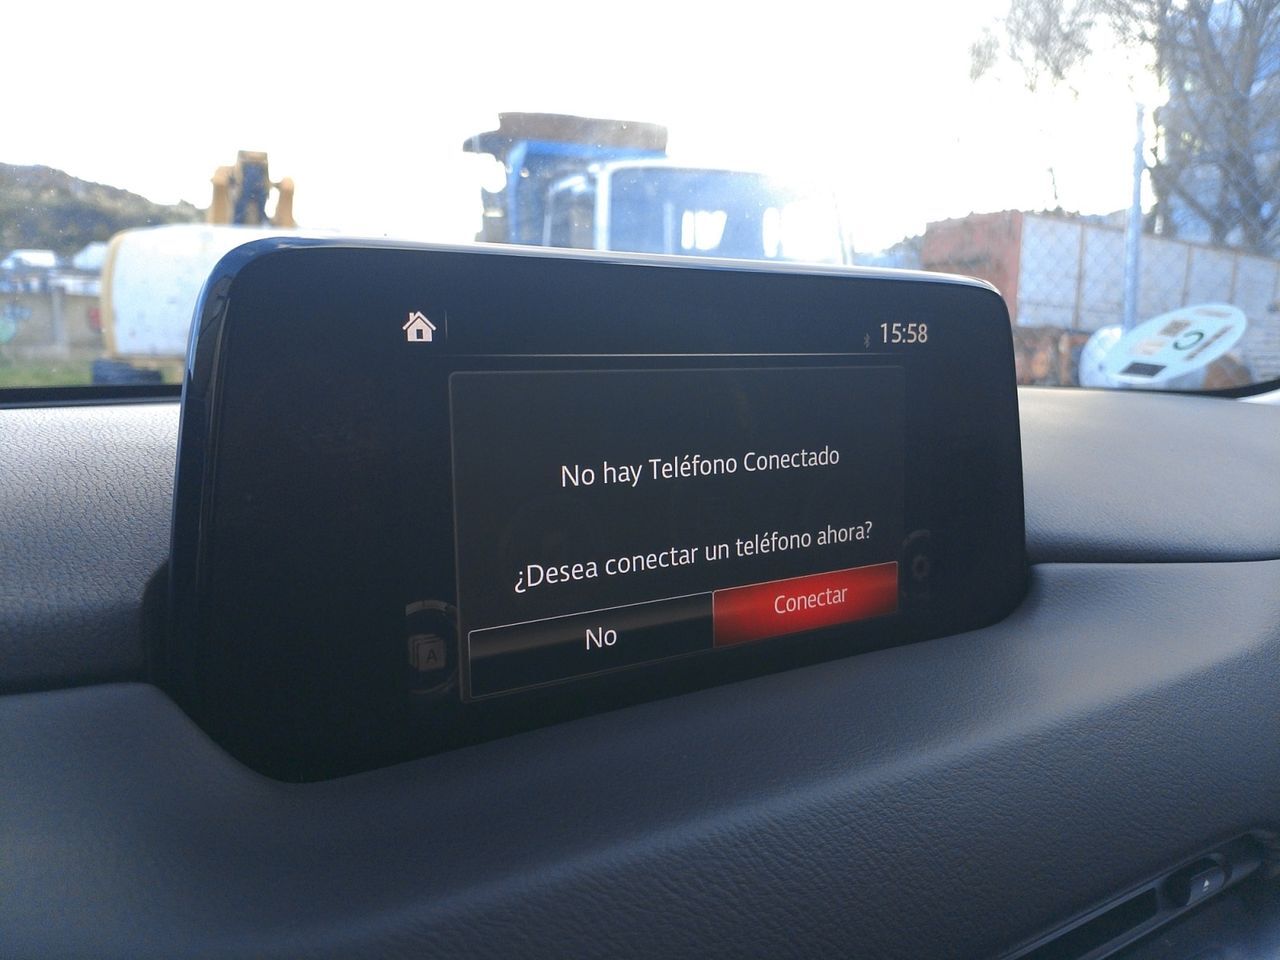 15:58
No hay Teléfono Conectado
¿Desea conectar un teléfono ahora?
No
Conectar
A